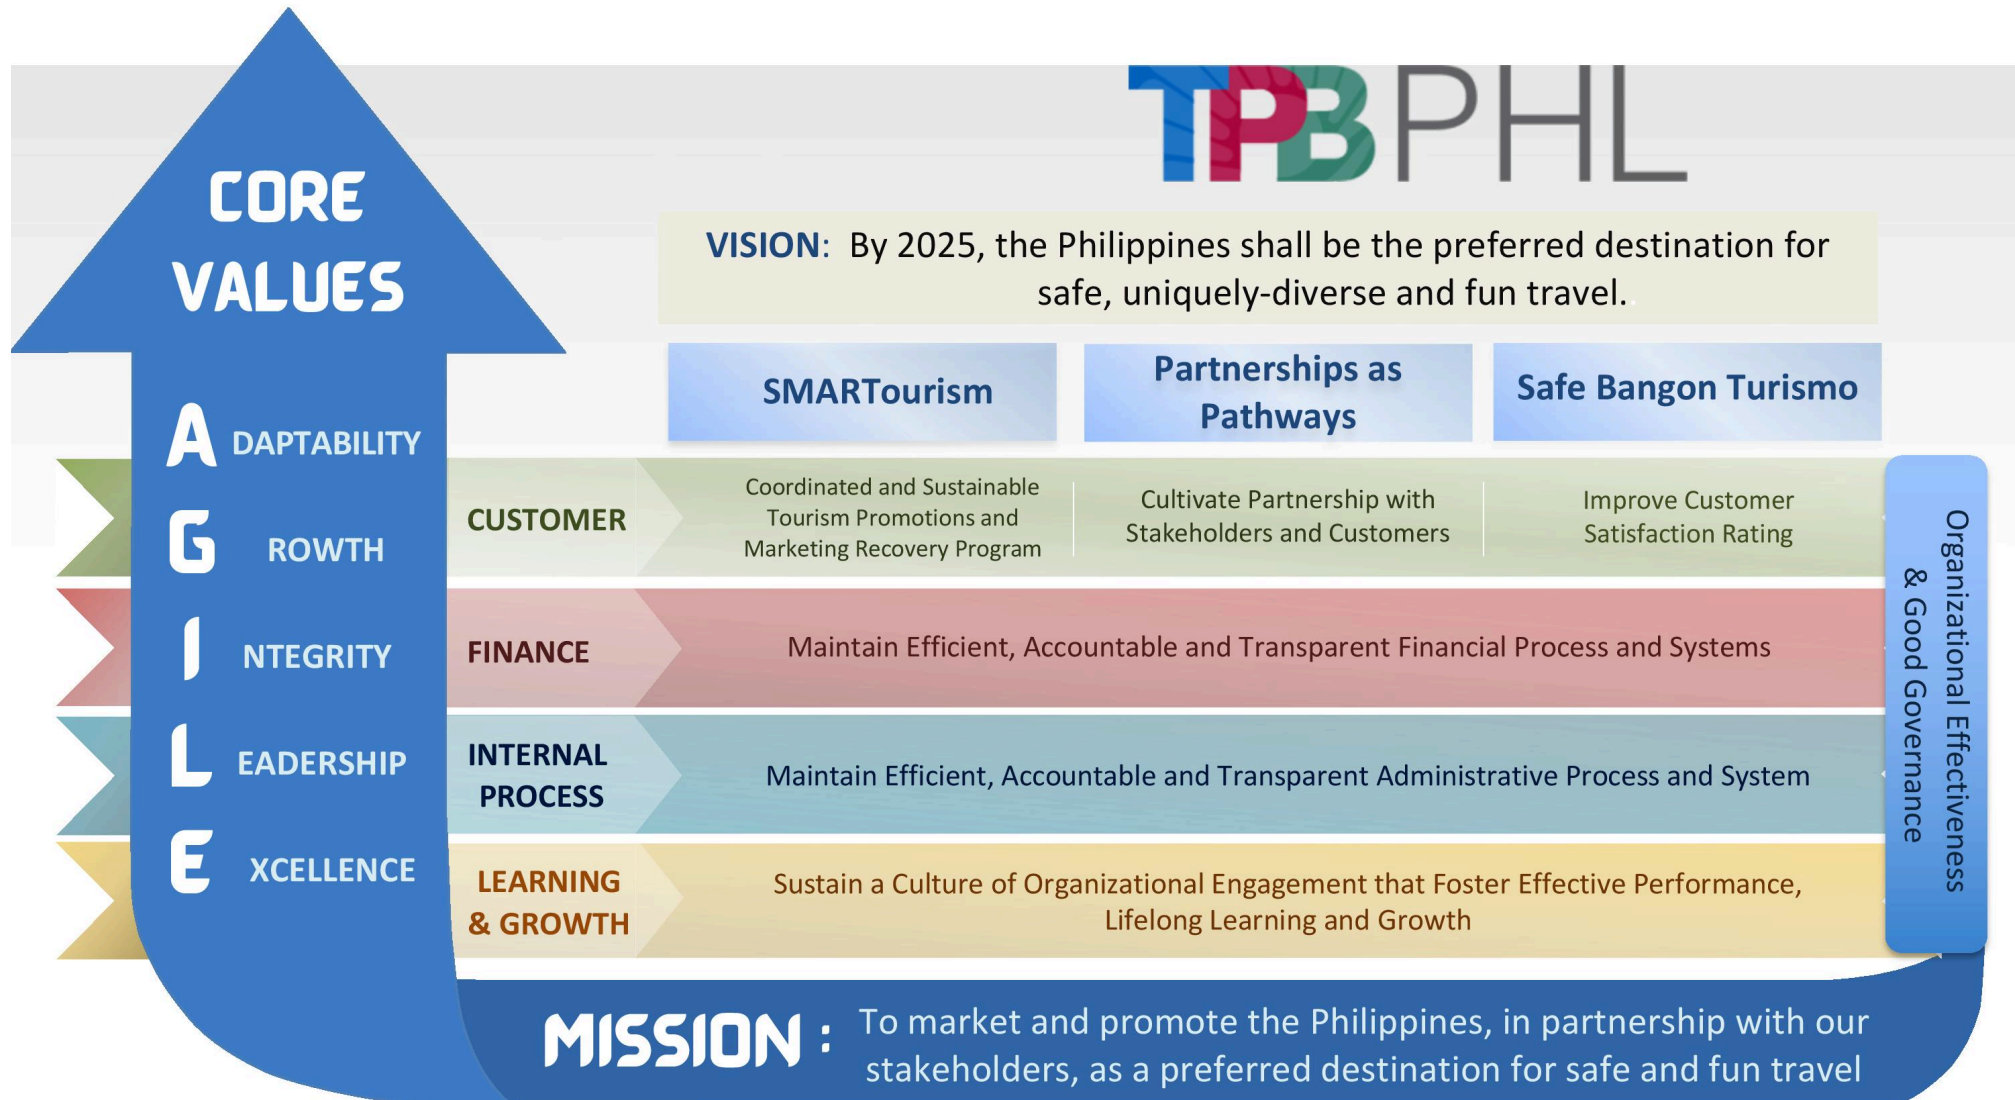 TPBPHL
CORE
VALUES
ADAPTABILITY
GROWTH
INTEGRITY
LEADERSHIP
EXCELLENCE
VISION: By 2025, the Philippines shall be the preferred destination for
safe, uniquely-diverse and fun travel.
SMARTourism
Partnerships as
Pathways
Safe Bangon Turismo
CUSTOMER
Coordinated and Sustainable
Tourism Promotions and
Marketing Recovery Program
Cultivate Partnership with
Stakeholders and Customers
Improve Customer
Satisfaction Rating
FINANCE
Maintain Efficient, Accountable and Transparent Financial Process and Systems
INTERNAL
PROCESS
Maintain Efficient, Accountable and Transparent Administrative Process and System
LEARNING
& GROWTH
Sustain a Culture of Organizational Engagement that Foster Effective Performance,
Lifelong Learning and Growth
Organizational Effectiveness
& Good Governance
MISSION : To market and promote the Philippines, in partnership with our
stakeholders, as a preferred destination for safe and fun travel